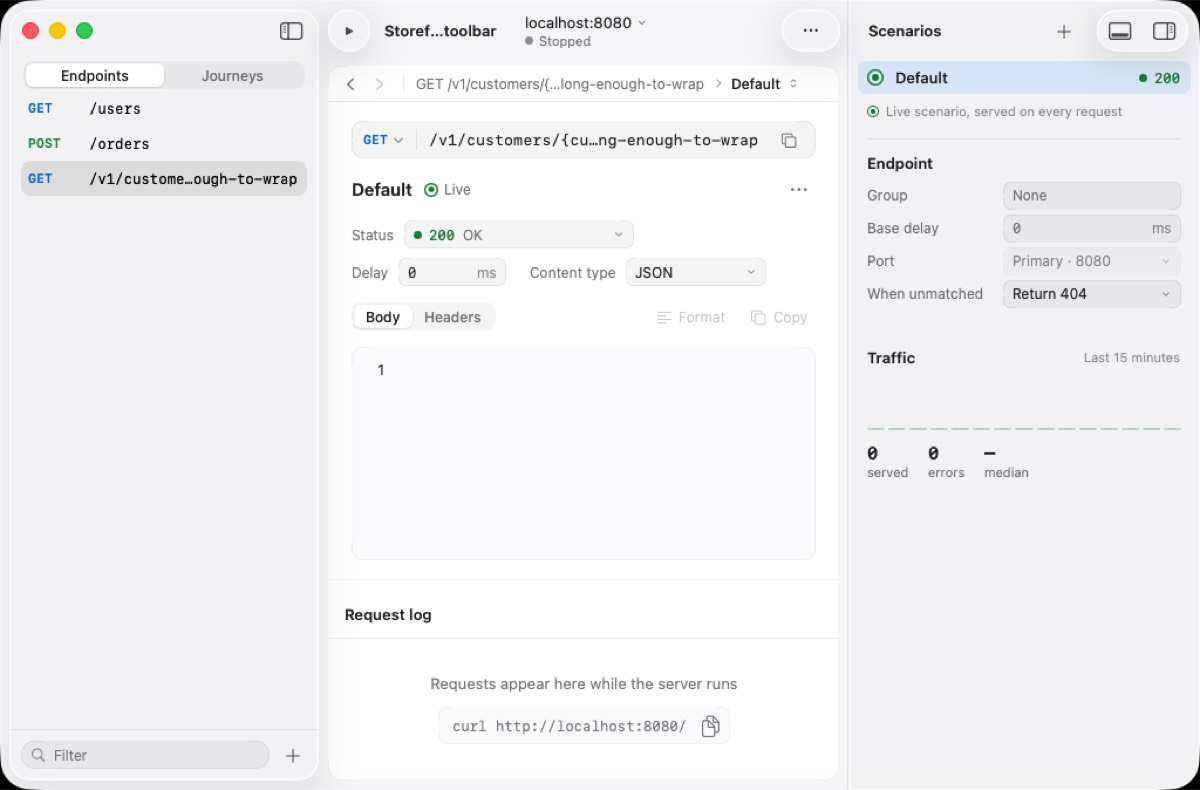 Endpoints
Journeys
GET /users
POST /orders
GET /v1/custome…ough-to-wrap
Filter
Storef…toolbar
localhost:8080
Stopped
GET /v1/customers/{…long-enough-to-wrap
Default
GET
/v1/customers/{cu…ng-enough-to-wrap
Default
Live
Status
200 OK
Delay
0 ms
Content type
JSON
Body
Headers
Format
Copy
1
Request log
Requests appear here while the server runs
curl http://localhost:8080/
Scenarios
Default
200
Live scenario, served on every request
Endpoint
Group
None
Base delay
0 ms
Port
Primary · 8080
When unmatched
Return 404
Traffic
Last 15 minutes
0
served
0
errors
–
median